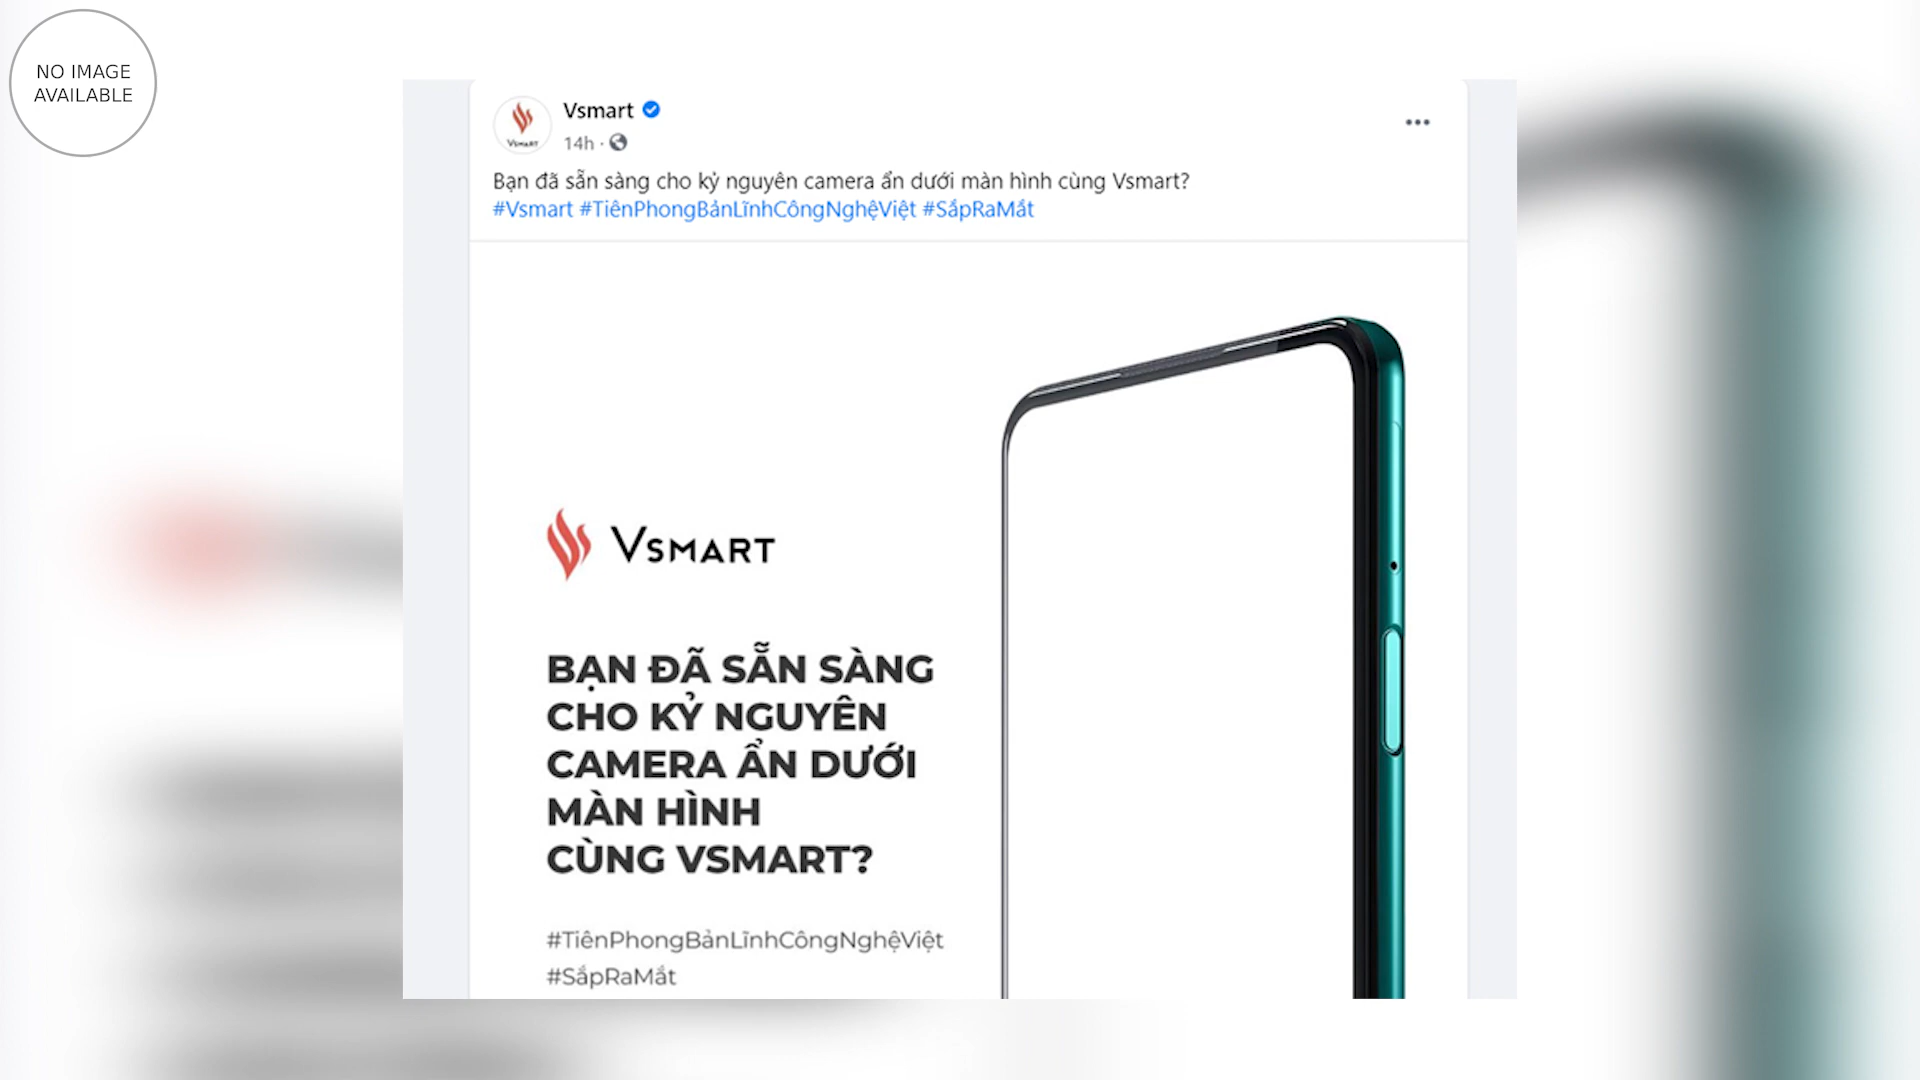 NO IMAGE
AVAILABLE
Vsmart
14h ·
VSMART
Bạn đã sẵn sàng cho kỷ nguyên camera ẩn dưới màn hình cùng Vsmart?
#Vsmart #TiênPhongBảnLĩnhCôngNghệViệt #SắpRaMắt
VSMART
BẠN ĐÃ SẴN SÀNG
CHO KỶ NGUYÊN
CAMERA ẨN DƯỚI
MÀN HÌNH
CÙNG VSMART?
#TiênPhongBảnLĩnhCôngNghệViệt
#SắpRaMắt